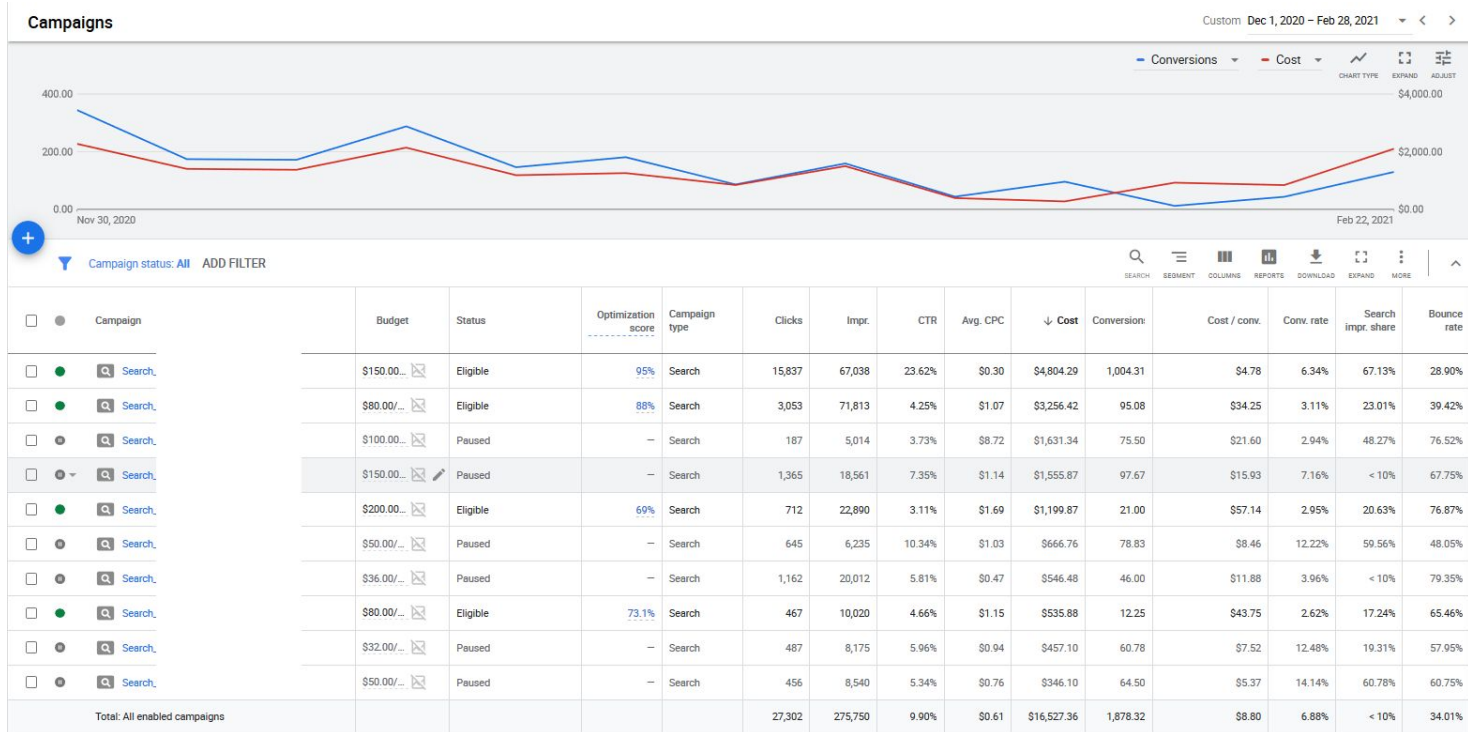 Campaigns
Custom Dec 1, 2020 – Feb 28, 2021
Conversions Cost CHART TYPE EXPAND ADJUST
400.00 $4,000.00
200.00 $2,000.00
0.00 $0.00
Nov 30, 2020 Feb 22, 2021
Campaign status: All ADD FILTER SEARCH SEGMENT COLUMNS REPORTS DOWNLOAD EXPAND MORE
Campaign Budget Status Optimization score Campaign type Clicks Impr. CTR Avg. CPC Cost Conversions Cost / conv. Conv. rate Search impr. share Bounce rate
Search_ $150.00... Eligible 95% Search 15,837 67,038 23.62% $0.30 $4,804.29 1,004.31 $4.78 6.34% 67.13% 28.90%
Search_ $80.00/... Eligible 88% Search 3,053 71,813 4.25% $1.07 $3,256.42 95.08 $34.25 3.11% 23.01% 39.42%
Search_ $100.00... Paused — Search 187 5,014 3.73% $8.72 $1,631.34 75.50 $21.60 2.94% 48.27% 76.52%
Search_ $150.00... Paused — Search 1,365 18,561 7.35% $1.14 $1,555.87 97.67 $15.93 7.16% < 10% 67.75%
Search_ $200.00... Eligible 69% Search 712 22,890 3.11% $1.69 $1,199.87 21.00 $57.14 2.95% 20.63% 76.87%
Search_ $50.00/... Paused — Search 645 6,235 10.34% $1.03 $666.76 78.83 $8.46 12.22% 59.56% 48.05%
Search_ $36.00/... Paused — Search 1,162 20,012 5.81% $0.47 $546.48 46.00 $11.88 3.96% < 10% 79.35%
Search_ $80.00/... Eligible 73.1% Search 467 10,020 4.66% $1.15 $535.88 12.25 $43.75 2.62% 17.24% 65.46%
Search_ $32.00/... Paused — Search 487 8,175 5.96% $0.94 $457.10 60.78 $7.52 12.48% 19.31% 57.95%
Search_ $50.00/... Paused — Search 456 8,540 5.34% $0.76 $346.10 64.50 $5.37 14.14% 60.78% 60.75%
Total: All enabled campaigns 27,302 275,750 9.90% $0.61 $16,527.36 1,878.32 $8.80 6.88% < 10% 34.01%